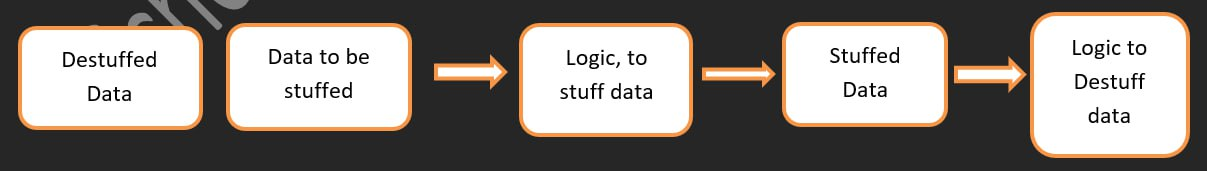 Destuffed
Data
Data to be
stuffed
Logic, to
stuff data
Stuffed
Data
Logic to
Destuff
data